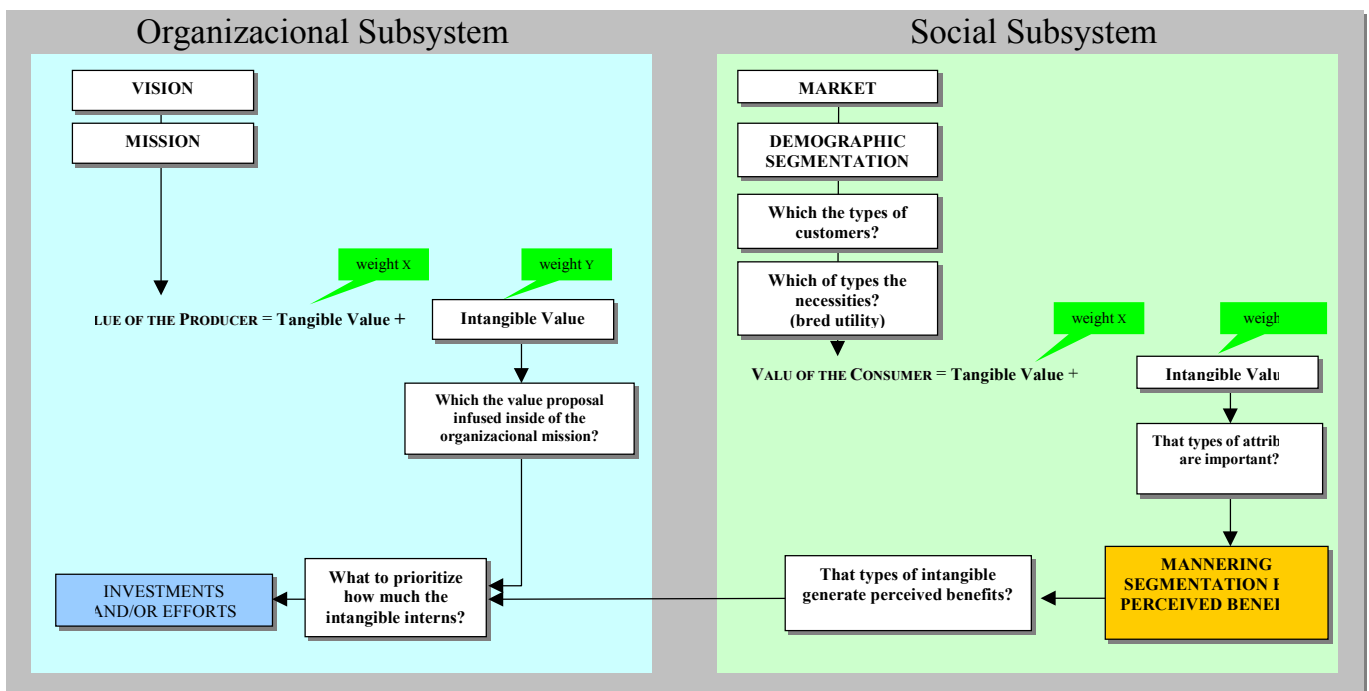 Organizacional Subsystem
VISION
MISSION
weight X
weight Y
LUE OF THE PRODUCER = Tangible Value +
Intangible Value
Which the value proposal
infused inside of the
organizacional mission?
What to prioritize
how much the
intangible interns?
INVESTMENTS
AND/OR EFFORTS
Social Subsystem
MARKET
DEMOGRAPHIC
SEGMENTATION
Which the types of
customers?
Which of types the
necessities?
(bred utility)
weight X
weigh
VALU OF THE CONSUMER = Tangible Value +
Intangible Valu
That types of attrib
are important?
MANNERING
SEGMENTATION
PERCEIVED BENE
That types of intangible
generate perceived benefits?